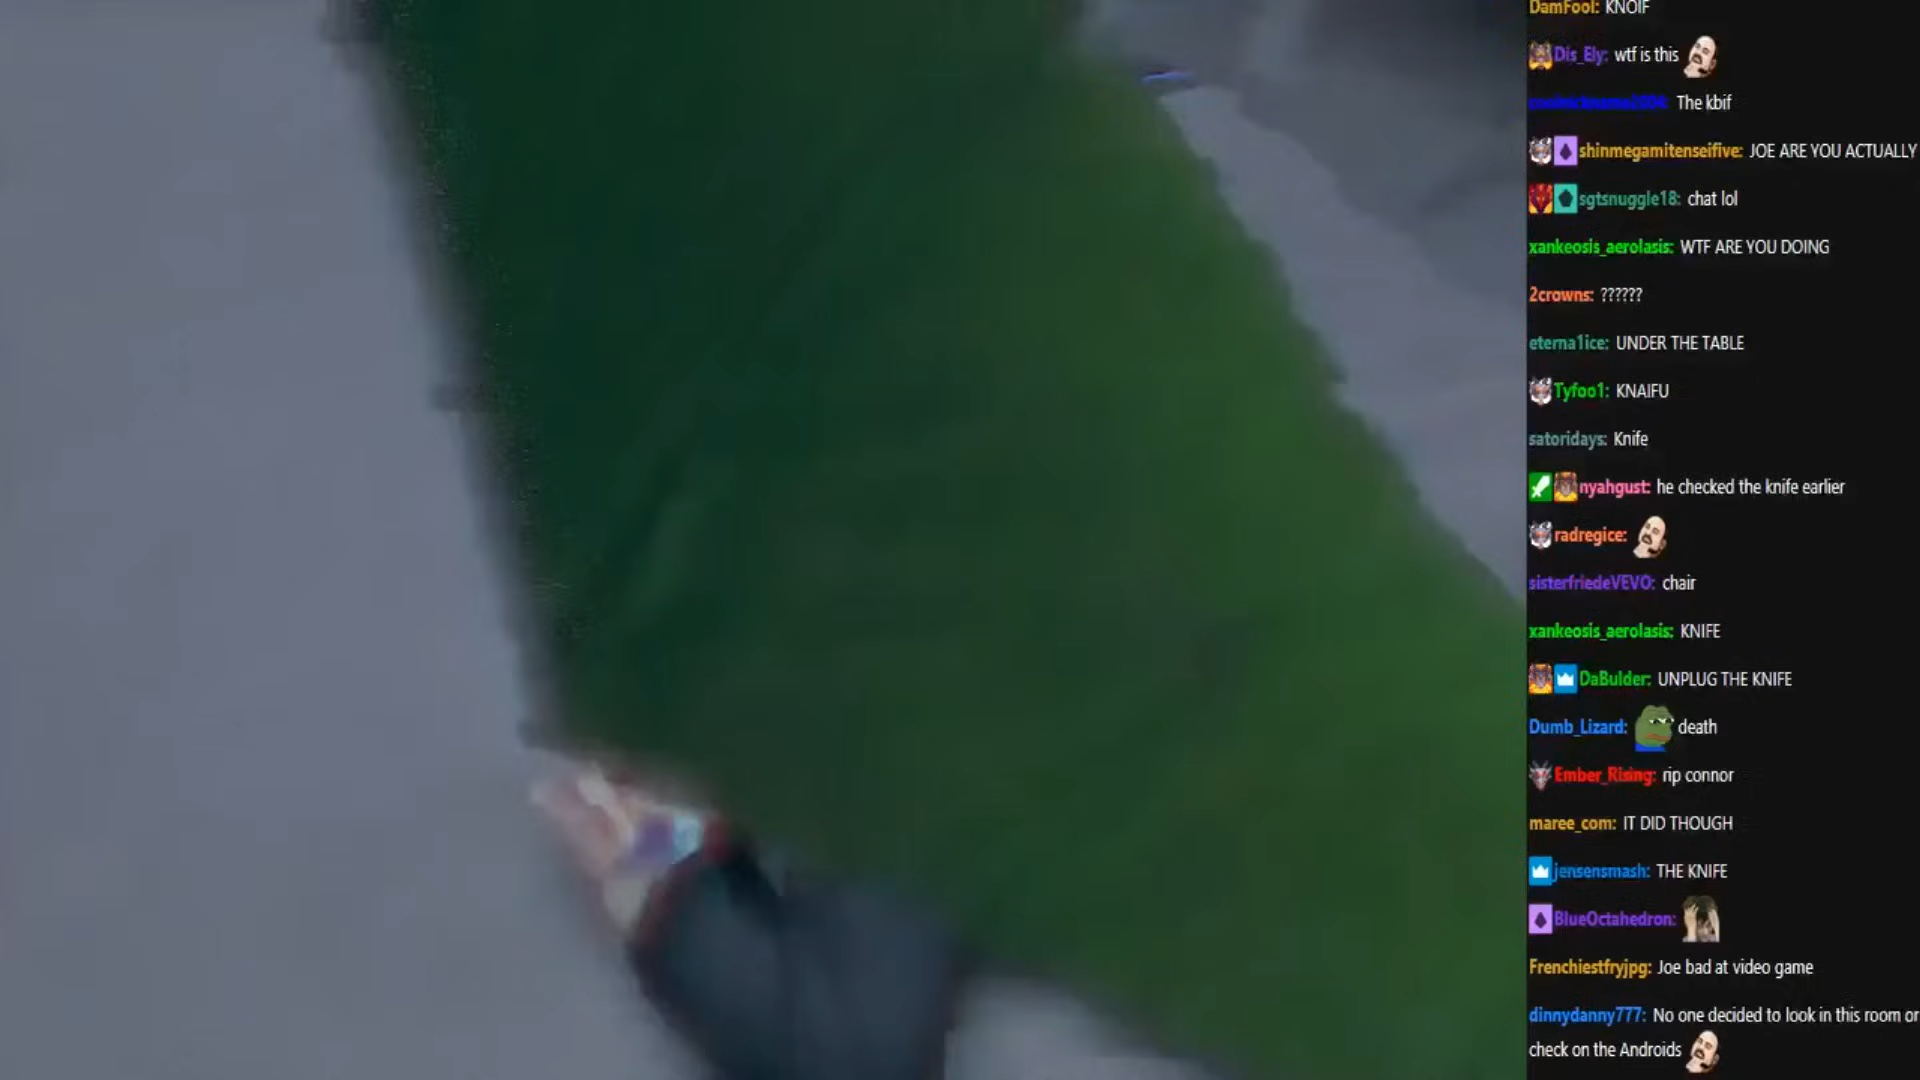 DamFool: KNOIF
Dis_Ely: wtf is this
coolnickname2004: The kbif
shinmegamitenseifive: JOE ARE YOU ACTUALLY
sgtsnuggle18: chat lol
xankeosis_aerolasis: WTF ARE YOU DOING
2crowns: ??????
eterna1ice: UNDER THE TABLE
Tyfoo1: KNAIFU
satoridays: Knife
nyahgust: he checked the knife earlier
radregice:
sisterfriedeVEVO: chair
xankeosis_aerolasis: KNIFE
DaBulder: UNPLUG THE KNIFE
Dumb_Lizard: death
Ember_Rising: rip connor
maree_com: IT DID THOUGH
jensensmash: THE KNIFE
BlueOctahedron:
Frenchiestfryjpg: Joe bad at video game
dinnydanny777: No one decided to look in this room or
check on the Androids